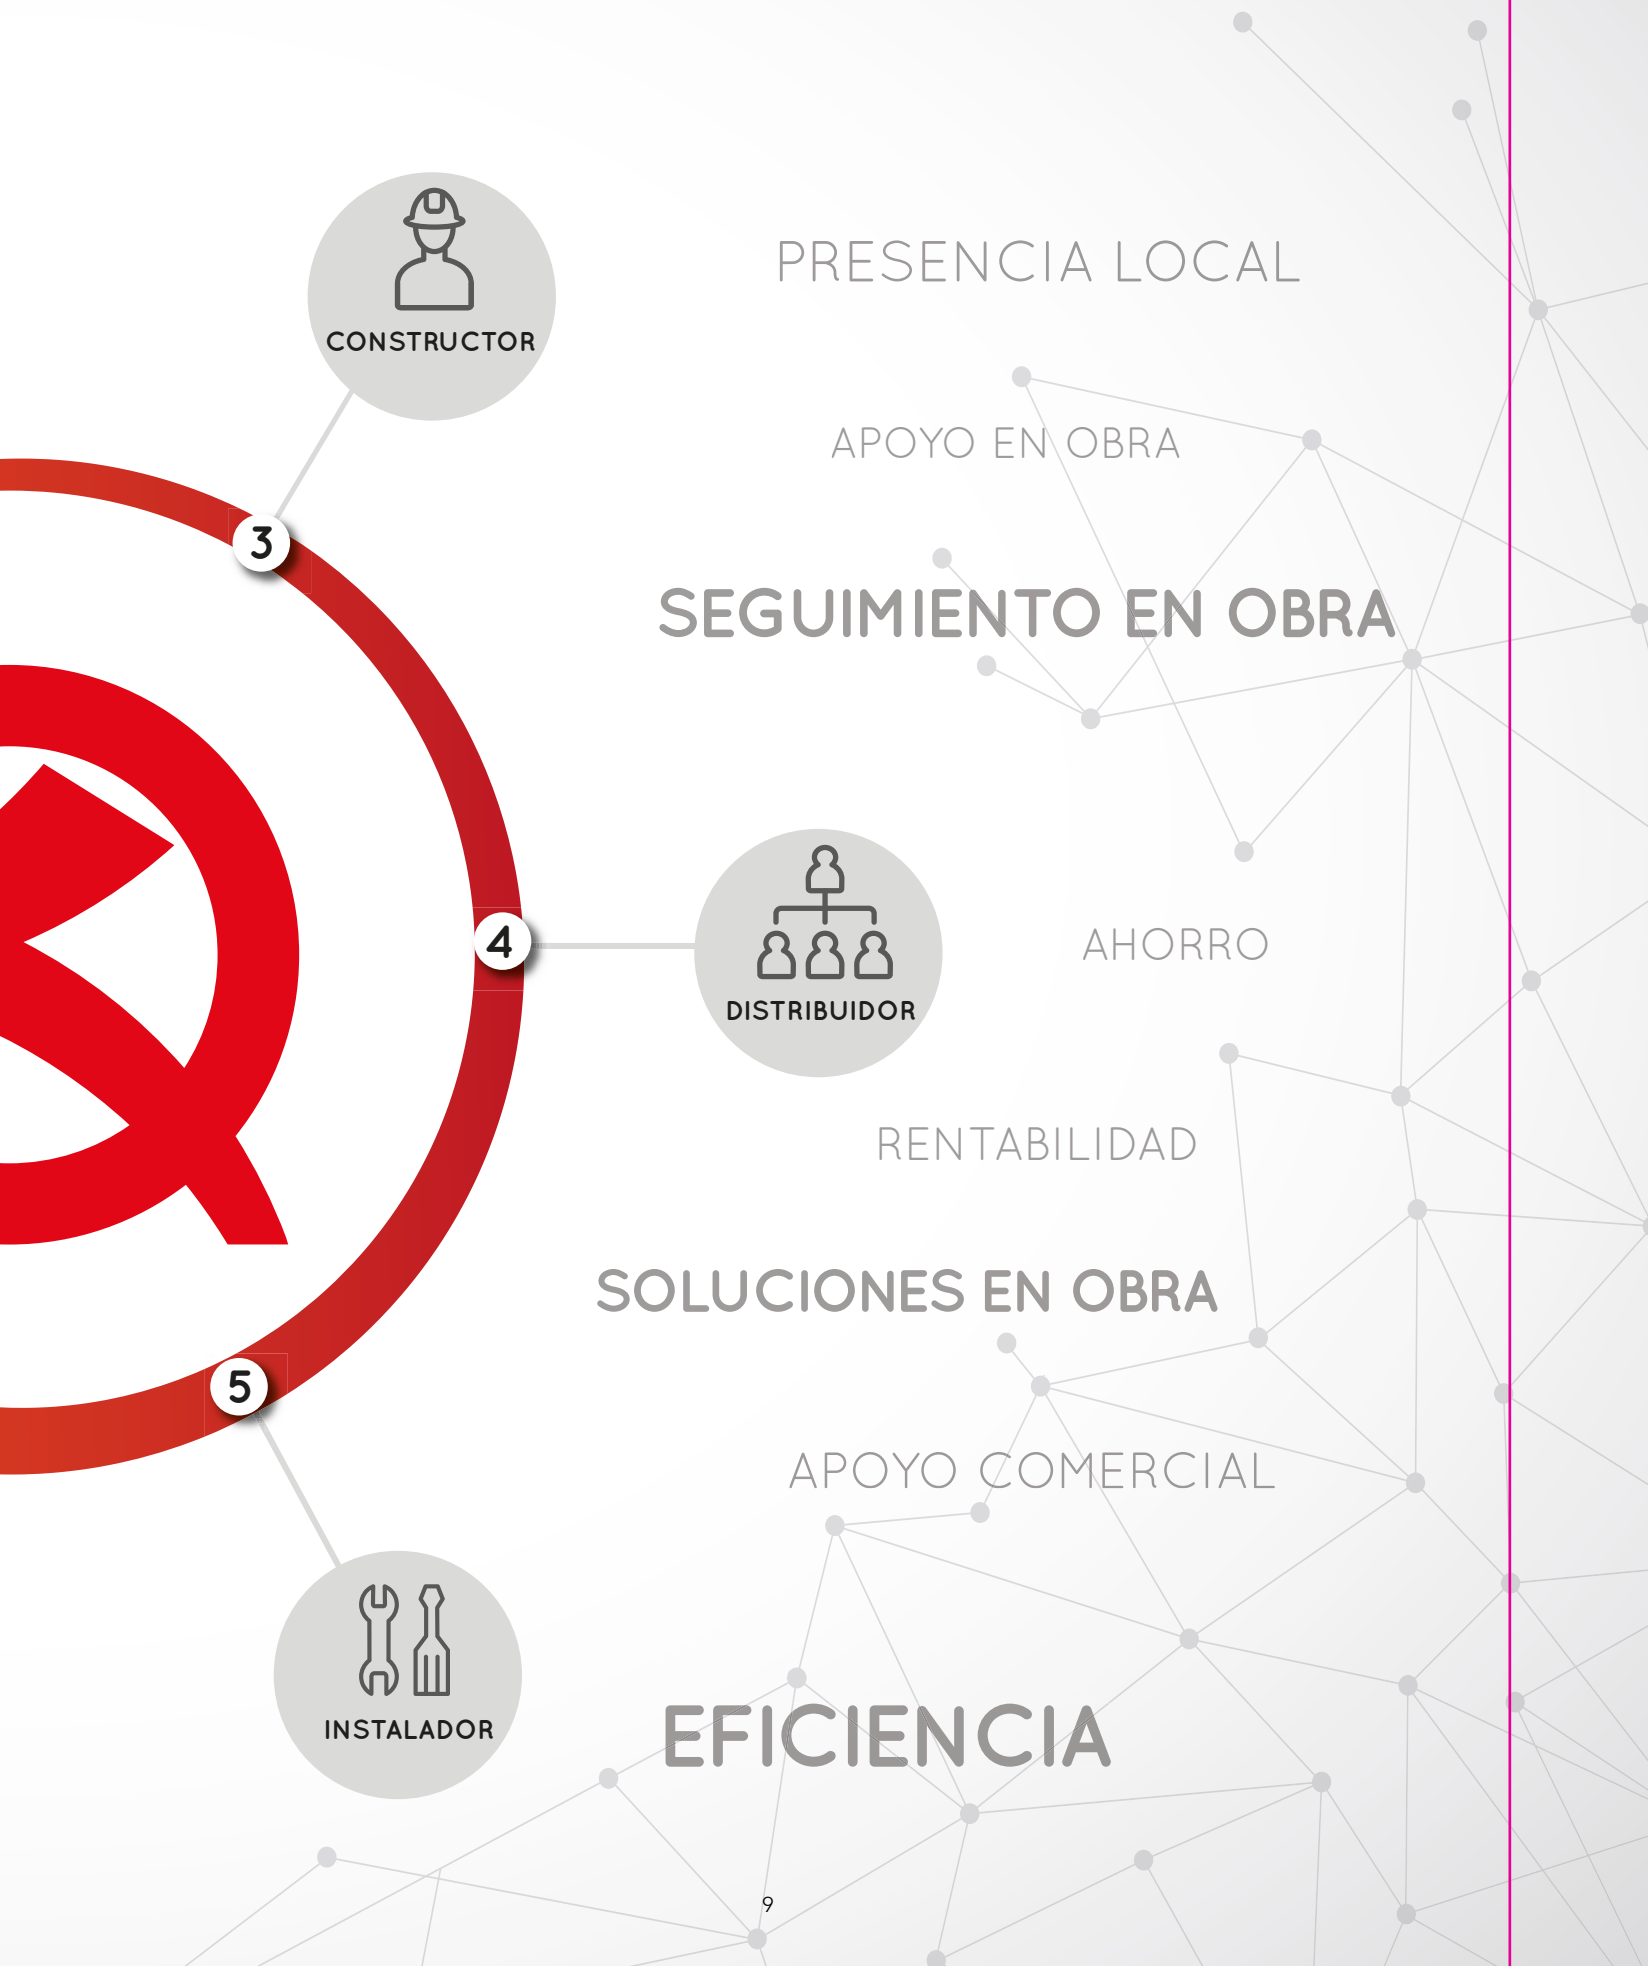 CONSTRUCTOR
PRESENCIA LOCAL
APOYO EN OBRA
3
SEGUIMIENTO EN OBRA
4
DISTRIBUIDOR
AHORRO
RENTABILIDAD
SOLUCIONES EN OBRA
5
APOYO COMERCIAL
INSTALADOR
EFICIENCIA
9